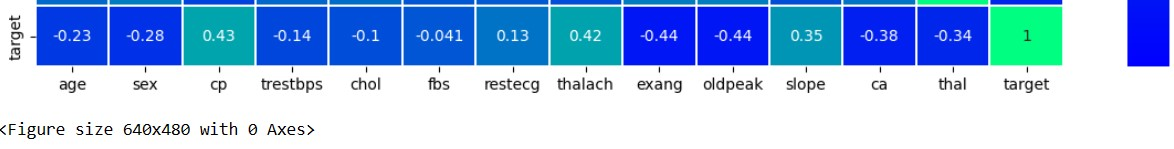 target
-0.23 -0.28 0.43 -0.14 -0.1 -0.041 0.13 0.42 -0.44 -0.44 0.35 -0.38 -0.34 1
age sex cp trestbps chol fbs restecg thalach exang oldpeak slope ca thal target
<Figure size 640x480 with 0 Axes>